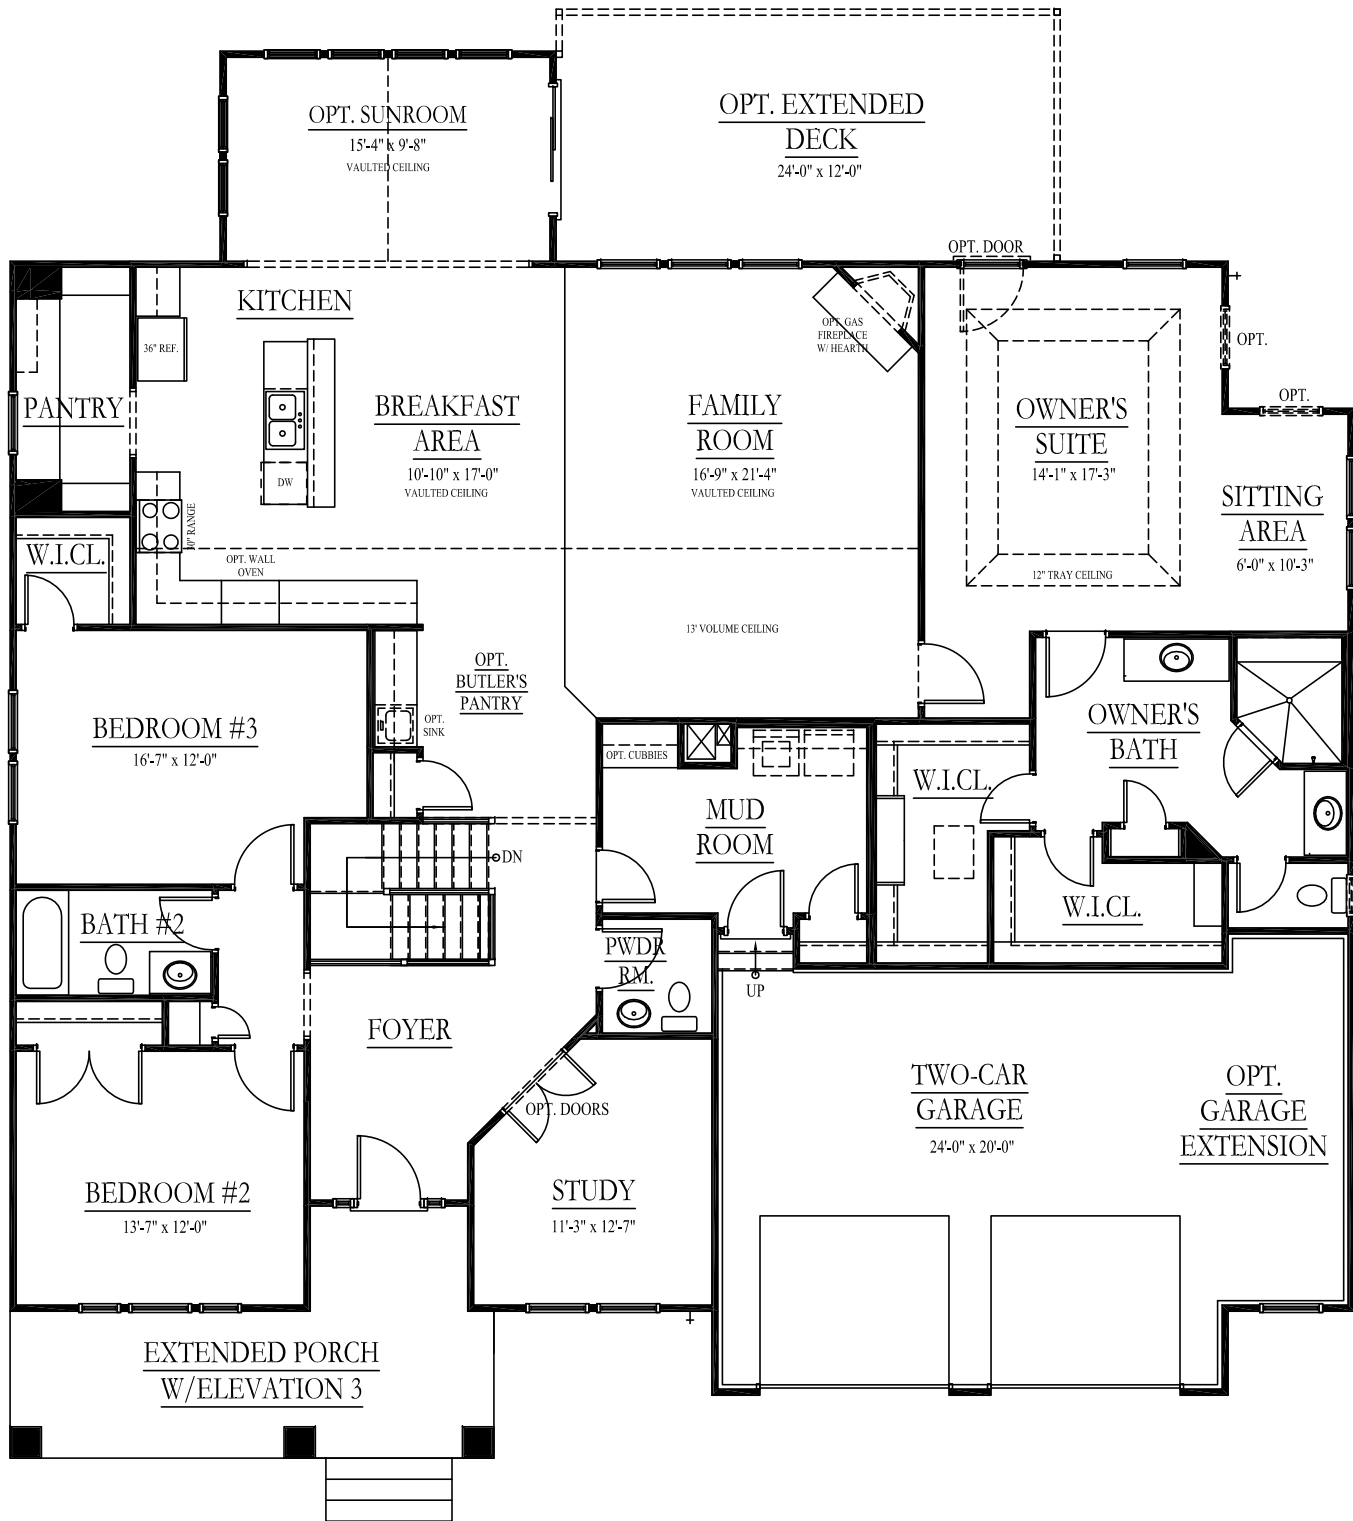 OPT. SUNROOM
15'-4" x 9'-8"
VAULTED CEILING
OPT. EXTENDED
DECK
24'-0" x 12'-0"
OPT. DOOR
KITCHEN
36" REF.
OPT. GAS
FIREPLACE
W/ HEARTH
OPT.
OPT.
PANTRY
BREAKFAST
AREA
10'-10" x 17'-0"
VAULTED CEILING
FAMILY
ROOM
16'-9" x 21'-4"
VAULTED CEILING
OWNER'S
SUITE
14'-1" x 17'-3"
SITTING
AREA
6'-0" x 10'-3"
DW
30" RANGE
W.I.CL.
OPT. WALL
OVEN
12" TRAY CEILING
13' VOLUME CEILING
OPT.
BUTLER'S
PANTRY
OPT.
SINK
BEDROOM #3
16'-7" x 12'-0"
OWNER'S
BATH
OPT. CUBBIES
W.I.CL.
MUD
ROOM
DN
W.I.CL.
BATH #2
PWDR
RM.
UP
FOYER
TWO-CAR
GARAGE
24'-0" x 20'-0"
OPT.
GARAGE
EXTENSION
OPT. DOORS
BEDROOM #2
13'-7" x 12'-0"
STUDY
11'-3" x 12'-7"
EXTENDED PORCH
W/ELEVATION 3